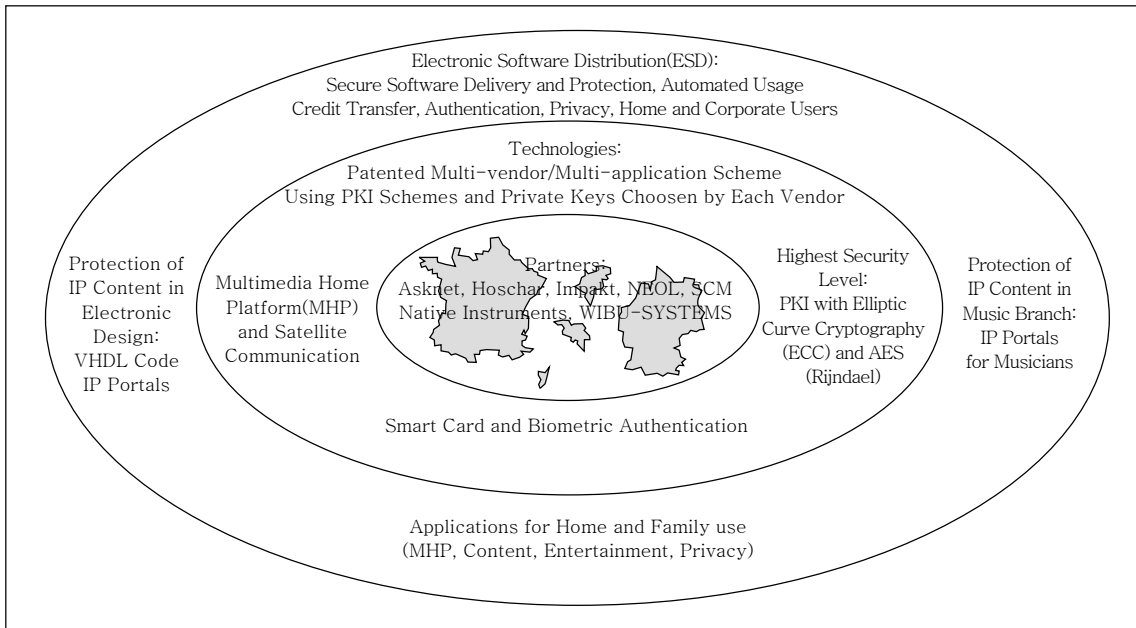 Electronic Software Distribution(ESD):
Secure Software Delivery and Protection, Automated Usage
Credit Transfer, Authentication, Privacy, Home and Corporate Users
Technologies:
Patented Multi-vendor/Multi-application Scheme
Using PKI Schemes and Private Keys Choosen by Each Vendor
Protection of
IP Content in
Electronic
Design:
VHDL Code
IP Portals
Multimedia Home
Platform(MHP)
and Satellite
Communication
Partners:
Asknet, Hoschar, Impakt, NEOL, SCM
Native Instruments, WIBU-SYSTEMS
Highest Security
Level:
PKI with Elliptic
Curve Cryptography
(ECC) and AES
(Rijndael)
Protection of
IP Content in
Music Branch:
IP Portals
for Musicians
Smart Card and Biometric Authentication
Applications for Home and Family use
(MHP, Content, Entertainment, Privacy)